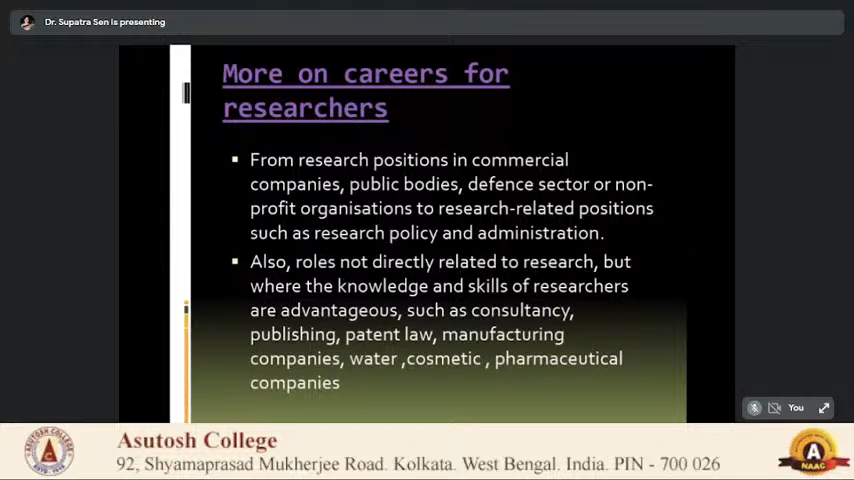 Dr. Supatra Sen is presenting
More on careers for
researchers
From research positions in commercial
companies, public bodies, defence sector or non-
profit organisations to research-related positions
such as research policy and administration.
Also, roles not directly related to research, but
where the knowledge and skills of researchers
are advantageous, such as consultancy,
publishing, patent law, manufacturing
companies, water ,cosmetic , pharmaceutical
companies
You
Asutosh College
92, Shyamaprasad Mukherjee Road. Kolkata. West Bengal. India. PIN - 700 026
A
NAAC